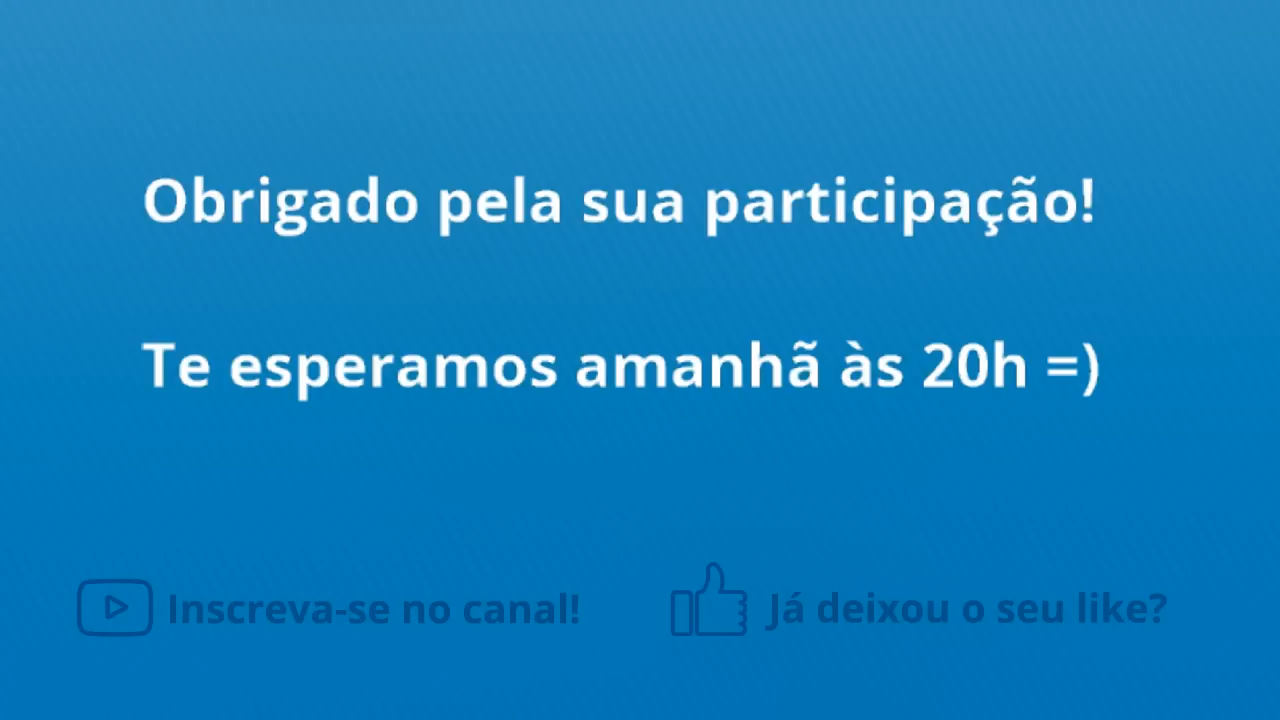 Obrigado pela sua participação!
Te esperamos amanhã às 20h =)
Inscreva-se no canal!
Já deixou o seu like?